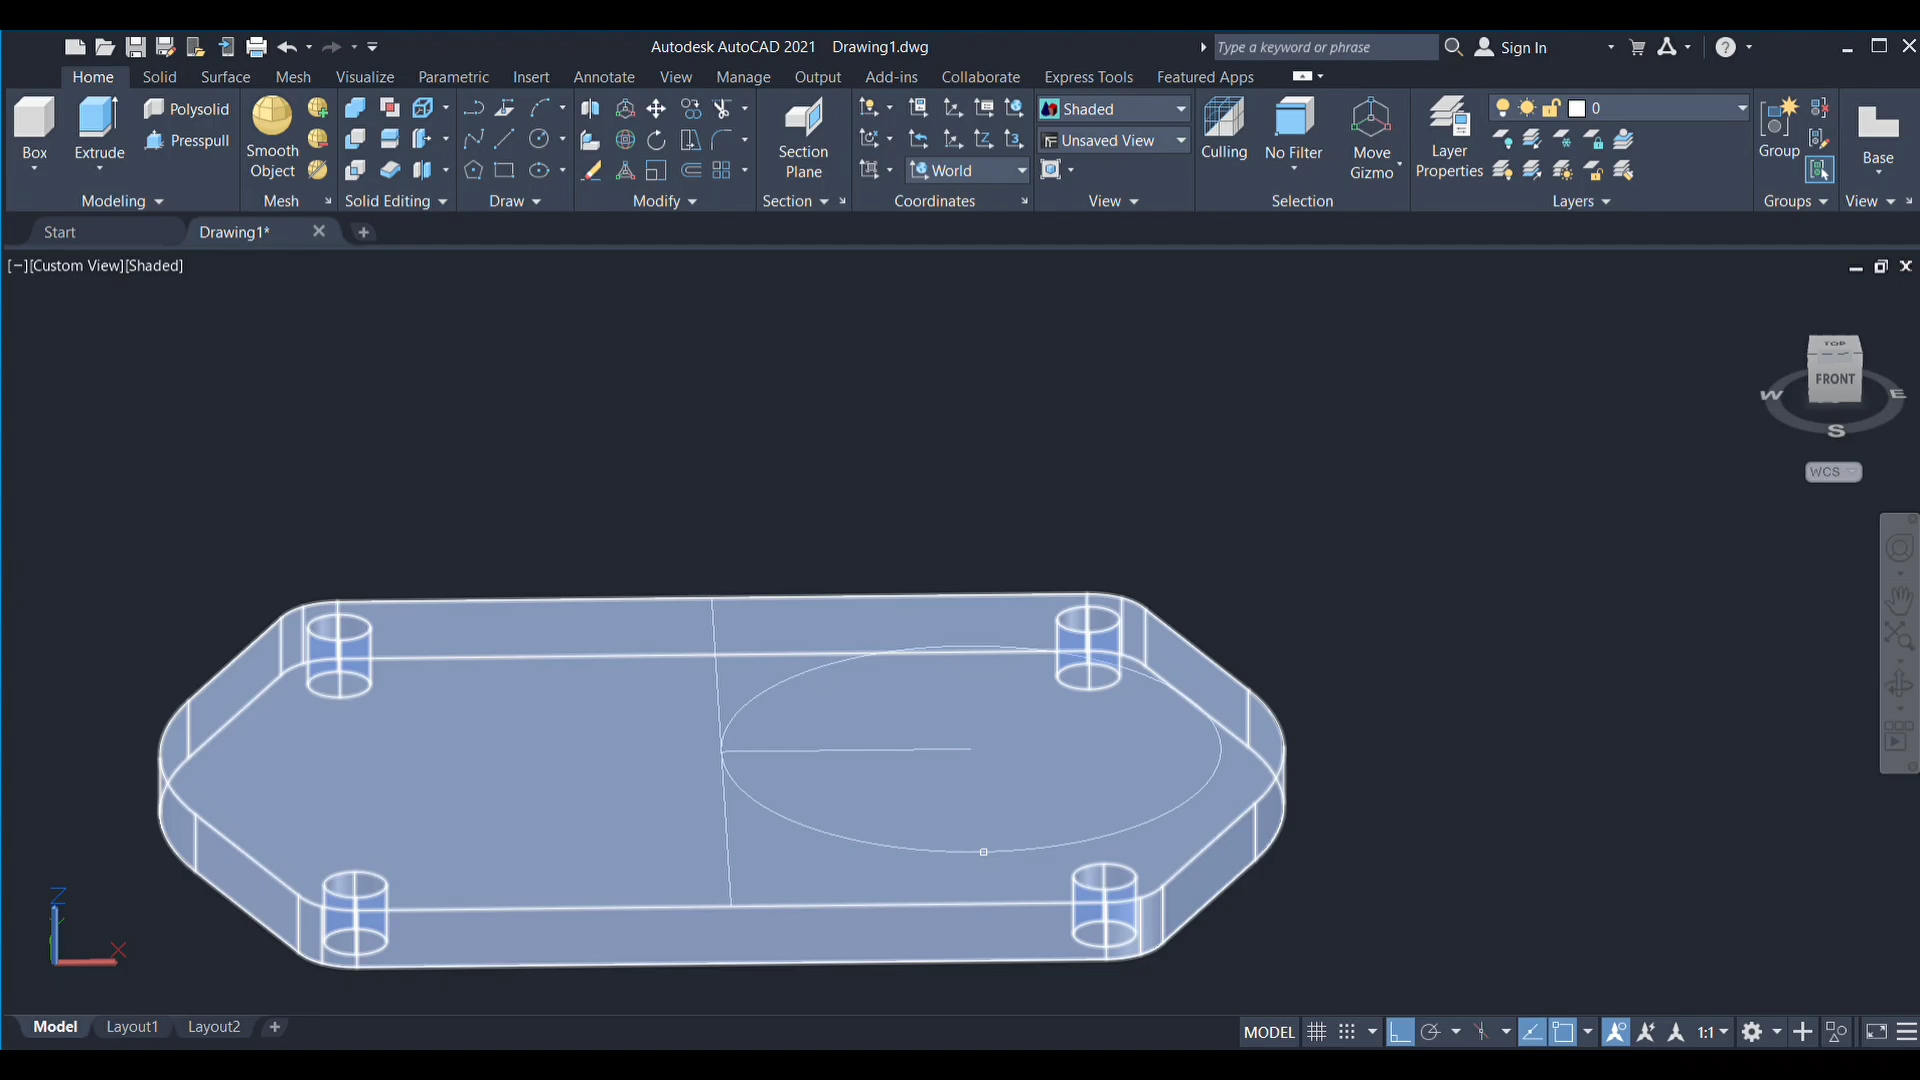 Autodesk AutoCAD 2021 Drawing1.dwg Type a keyword or phrase Sign In
Home Solid Surface Mesh Visualize Parametric Insert Annotate View Manage Output Add-ins Collaborate Express Tools Featured Apps
Box Extrude Polysolid Presspull Smooth Object Section Plane World Shaded Unsaved View Culling No Filter Move Gizmo Layer Properties 0 Group Base
Modeling Mesh Solid Editing Draw Modify Section Coordinates View Selection Layers Groups View
Start Drawing1*
[−][Custom View][Shaded]
TOP
FRONT
W E
S
WCS
Z
X
Model Layout1 Layout2
MODEL 1:1